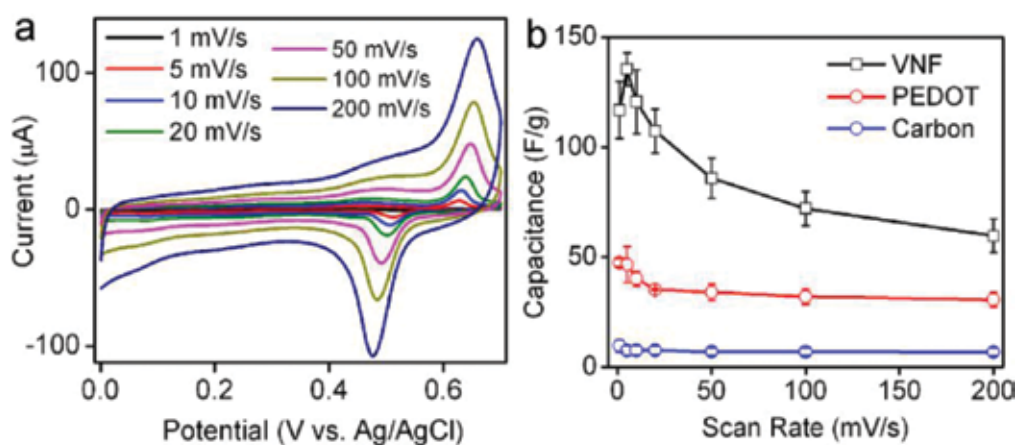 a
1 mV/s
5 mV/s
10 mV/s
20 mV/s
50 mV/s
100 mV/s
200 mV/s
100
0
-100
Current (μA)
0.0 0.2 0.4 0.6
Potential (V vs. Ag/AgCl)
b
VNF
PEDOT
Carbon
150
100
50
0
Capacitance (F/g)
0 50 100 150 200
Scan Rate (mV/s)